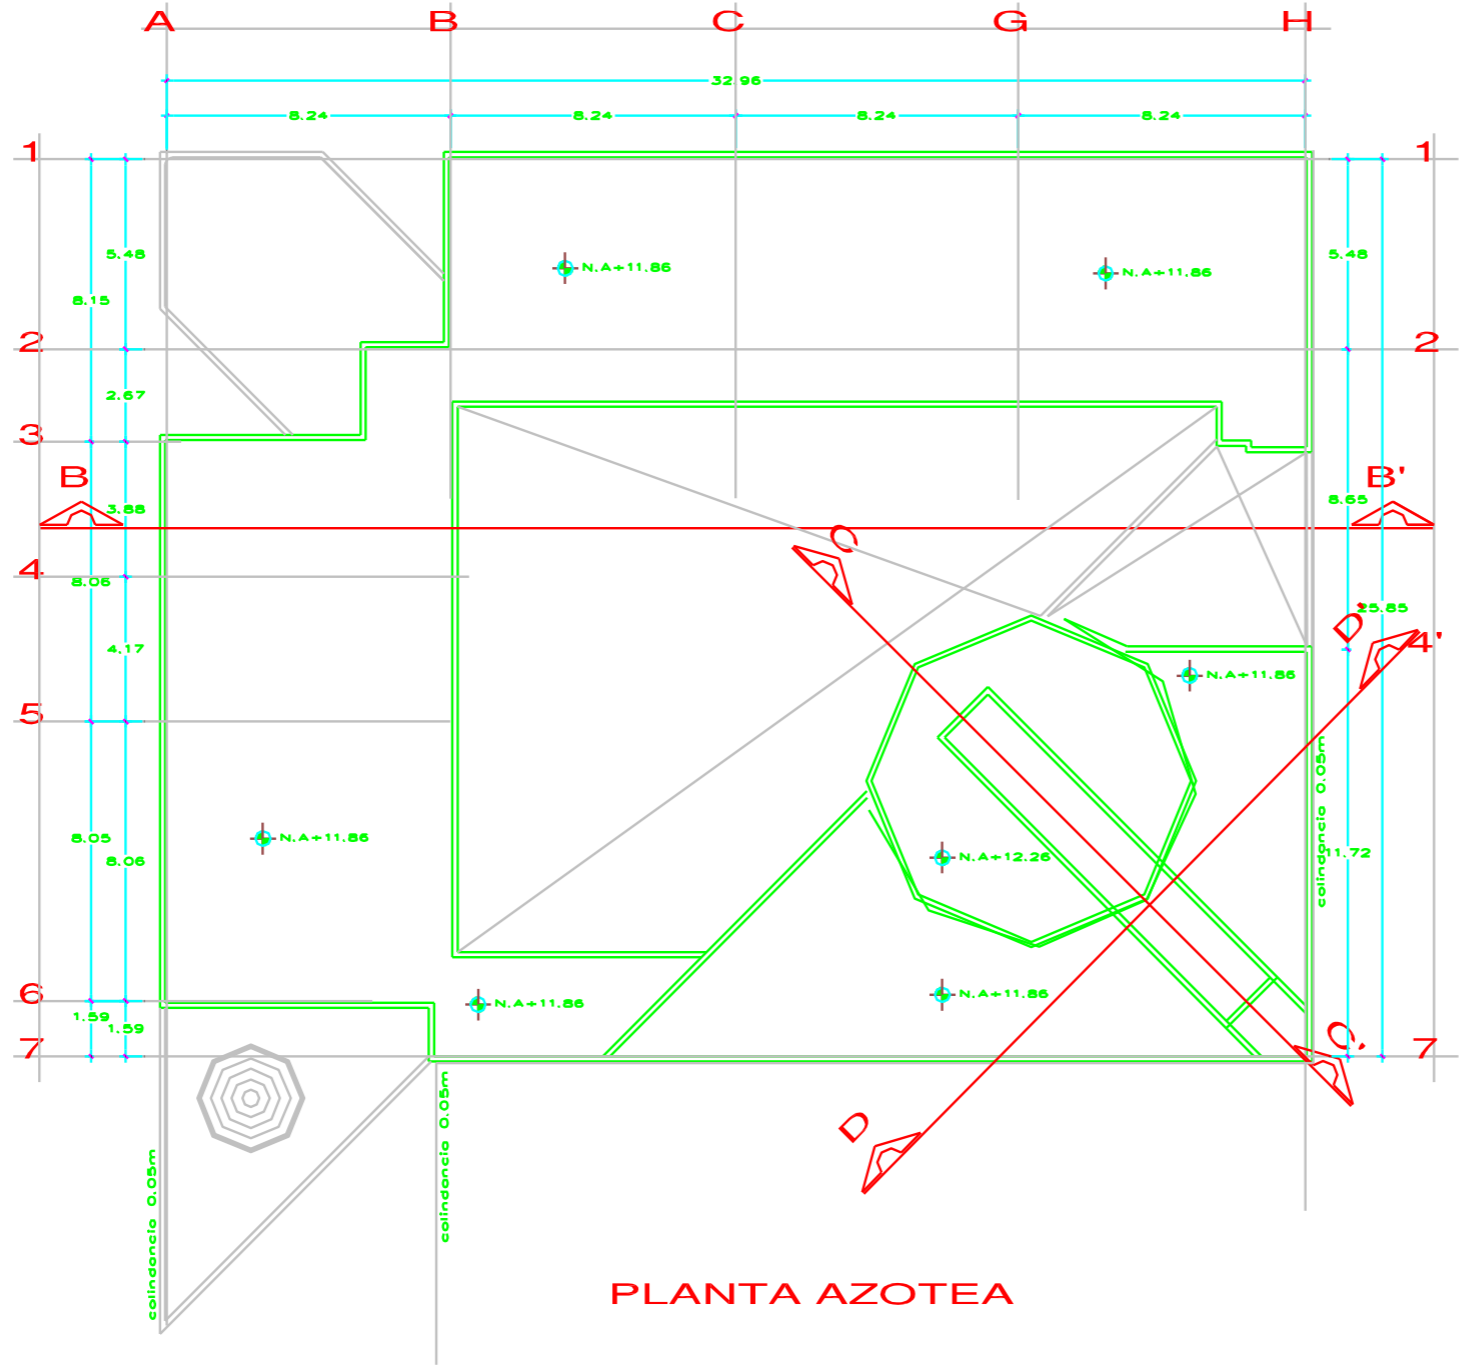 A B C G H
32.96
8.24 8.24 8.24 8.24
1 1
5.48 5.48
N.A+11.86 N.A+11.86
8.15
2 2
2.67
3
B B'
3.88 8.65
C
4
8.06
25.85
D'
4.17 4'
N.A+11.86
5
colindancia 0.05m
8.05 N.A+11.86
8.06 N.A+12.26 11.72
6 N.A+11.86 N.A+11.86
1.59
1.59
C'
7 7
colindancia 0.05m
D
colindancia 0.05m
PLANTA AZOTEA